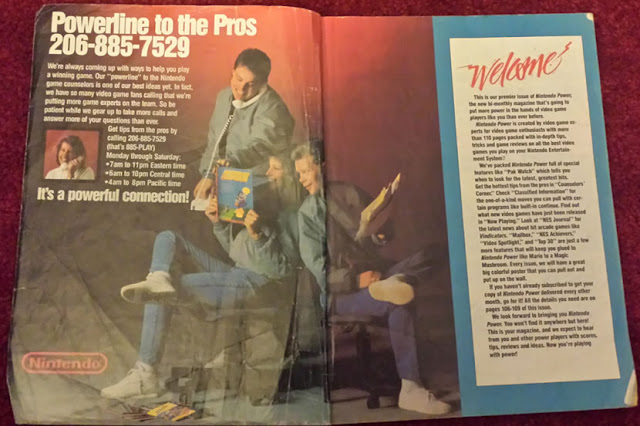 Powerline to the Pros
206-885-7529
We're always coming up with ways to help you play
a winning game. Our "powerline" to the Nintendo
game counselors is one of our best ideas yet. In fact,
we have so many video game fans calling that we're
putting more game experts on the team. So be
patient while we gear up to take more calls and
answer more of your questions than ever.
Get tips from the pros by
calling 206-885-7529
(that's 885-PLAY)
Monday through Saturday:
•7am to 11pm Eastern time
•6am to 10pm Central time
•4am to 8pm Pacific time
It's a powerful connection!
Nintendo
Welcome
This is our premier issue of Nintendo Power,
the new bi-monthly magazine that's going to
put more power in the hands of video game
players like you than ever before.
Nintendo Power is created by video game ex-
perts for video game enthusiasts with more
than 110 pages packed with in-depth tips,
tricks and game reviews on all the best video
games you play on your Nintendo Entertain-
ment System!
We've packed Nintendo Power full of special
features like "Pak Watch" which tells you
when to look for the latest, greatest hits.
Get the hottest tips from the pros in "Counselors'
Corner," Check "Classified Information" for
the one-of-a-kind moves you can pull with cer-
tain programs like built-in continue. Find out
what new video games have just been released
in "Now Playing." Look at "NES Journal" for
the latest news about hit arcade games like
Vindicators. "Mailbox," "NES Achievers,"
"Video Spotlight," and "Top 30" are just a few
more features that will keep you glued to
Nintendo Power like Mario to a Magic
Mushroom. Every issue, we will have a great
big colorful poster that you can pull out and
put up on the wall.
If you haven't already subscribed to get your
copy of Nintendo Power delivered every other
month, go for it! All the details you need are on
pages 106-109 of this issue.
We look forward to bringing you Nintendo
Power. You won't find it anywhere but here!
This is your magazine, and we expect to hear
from you and other power players with scores,
tips, reviews and ideas. Now you're playing
with power!